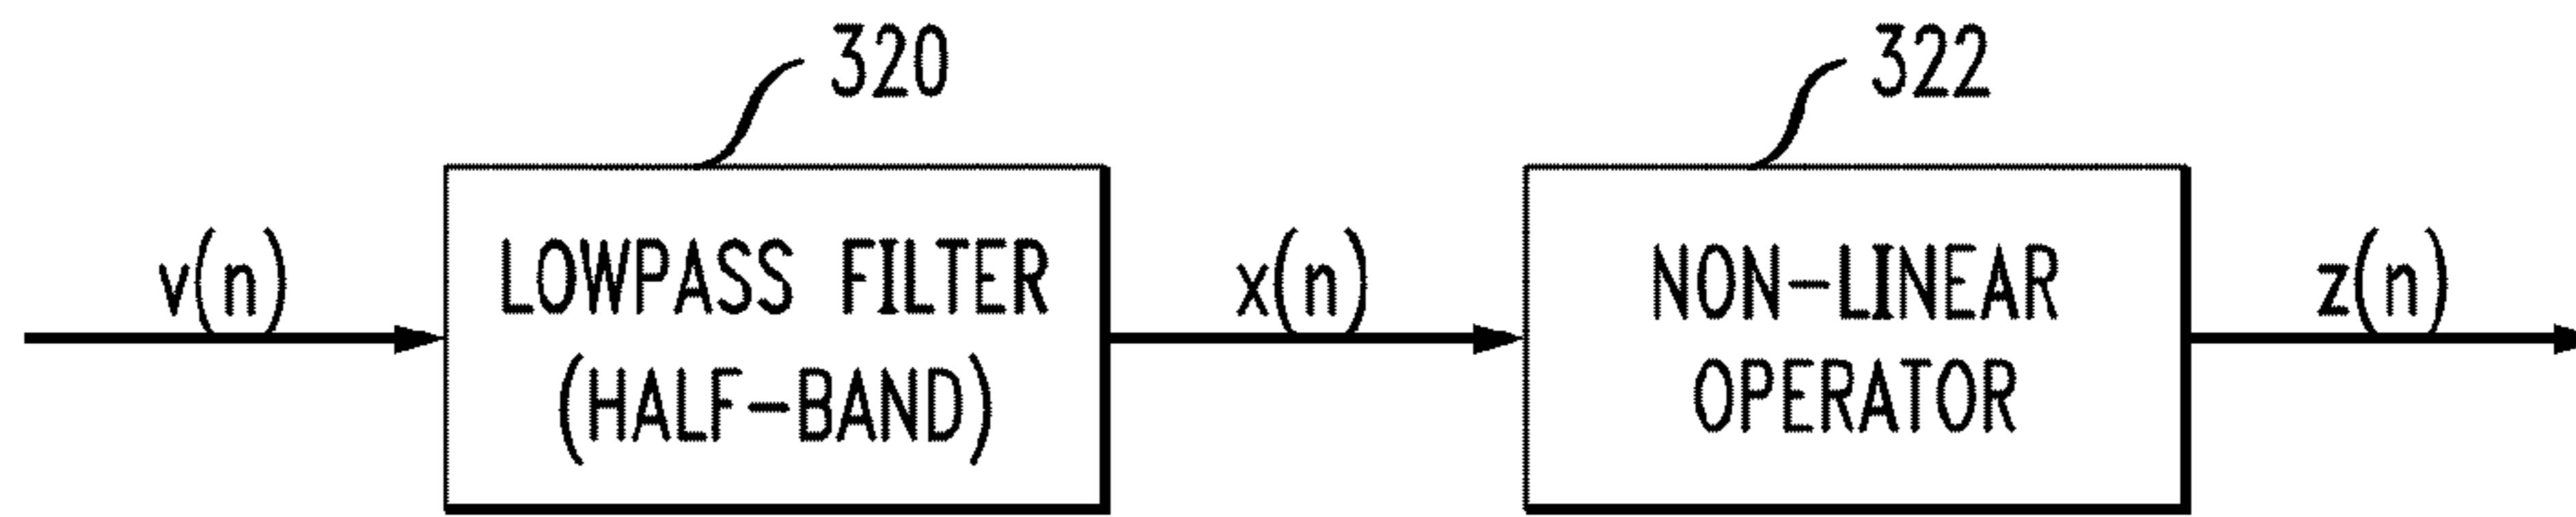 320
322
v(n)
LOWPASS FILTER
(HALF-BAND)
x(n)
NON-LINEAR
OPERATOR
z(n)